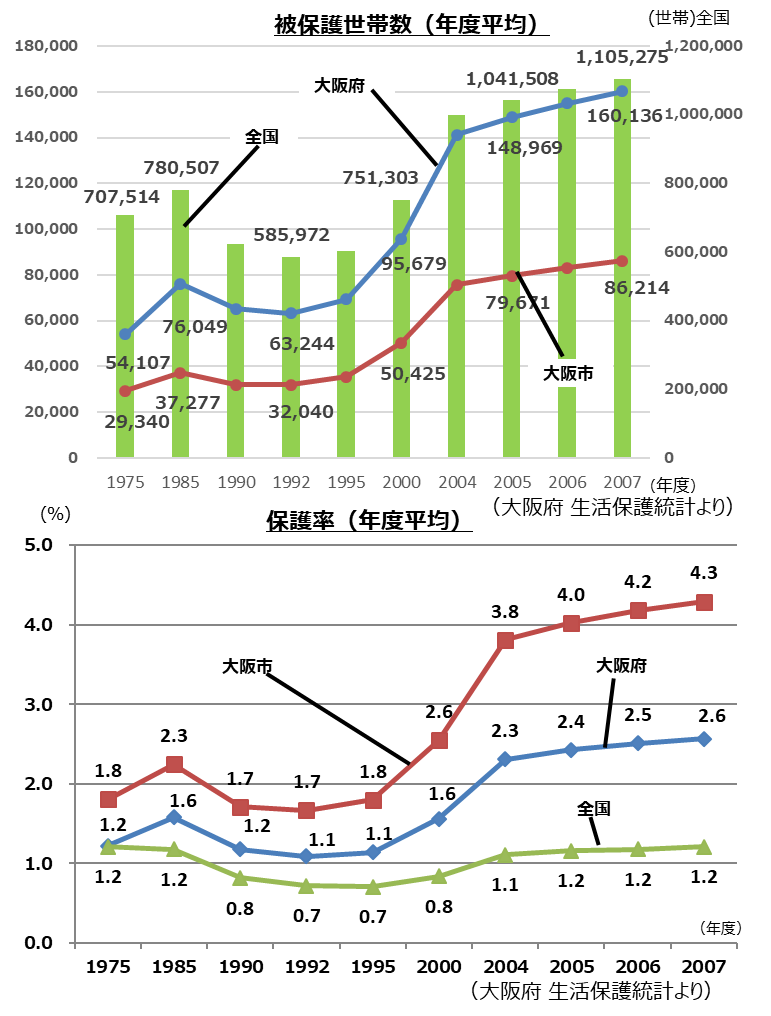 被保護世帯数（年度平均）
(世帯)全国
180,000
160,000
140,000
120,000
100,000
80,000
60,000
40,000
20,000
0
1,200,000
1,000,000
800,000
600,000
400,000
200,000
0
大阪府
全国
大阪市
707,514
780,507
585,972
751,303
1,041,508
1,105,275
54,107
76,049
63,244
95,679
148,969
160,136
29,340
37,277
32,040
50,425
79,671
86,214
1975 1985 1990 1992 1995 2000 2004 2005 2006 2007
(年度)
（大阪府 生活保護統計より）
(%)
保護率（年度平均）
5.0
4.0
3.0
2.0
1.0
0.0
大阪市
大阪府
全国
1.8 2.3 1.7 1.7 1.8 2.6 3.8 4.0 4.2 4.3
1.2 1.6 1.2 1.1 1.1 1.6 2.3 2.4 2.5 2.6
1.2 1.2 0.8 0.7 0.7 0.8 1.1 1.2 1.2 1.2
(年度)
1975 1985 1990 1992 1995 2000 2004 2005 2006 2007
（大阪府 生活保護統計より）